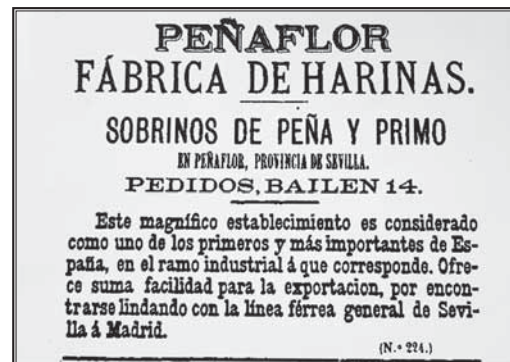 PEÑAFLOR
FÁBRICA DE HARINAS.
SOBRINOS DE PEÑA Y PRIMO
EN PEÑAFLOR, PROVINCIA DE SEVILLA.
PEDIDOS, BAILEN 14.
Este magnífico establecimiento es considerado
como uno de los primeros y más importantes de Es-
paña, en el ramo industrial á que corresponde. Ofre-
ce suma facilidad para la exportacion, por encon-
trarse lindando con la línea férrea general de Sevi-
lla á Madrid.
(N.º 224.)